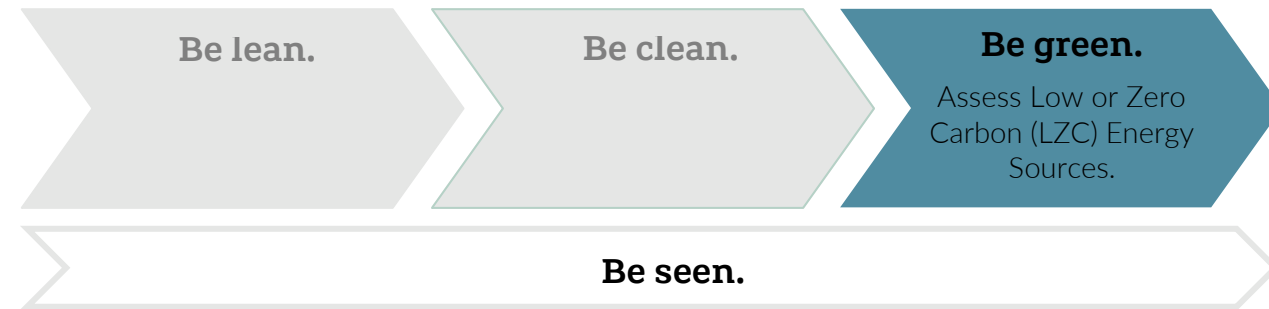 Be lean.
Be clean.
Be green.
Assess Low or Zero
Carbon (LZC) Energy
Sources.
Be seen.